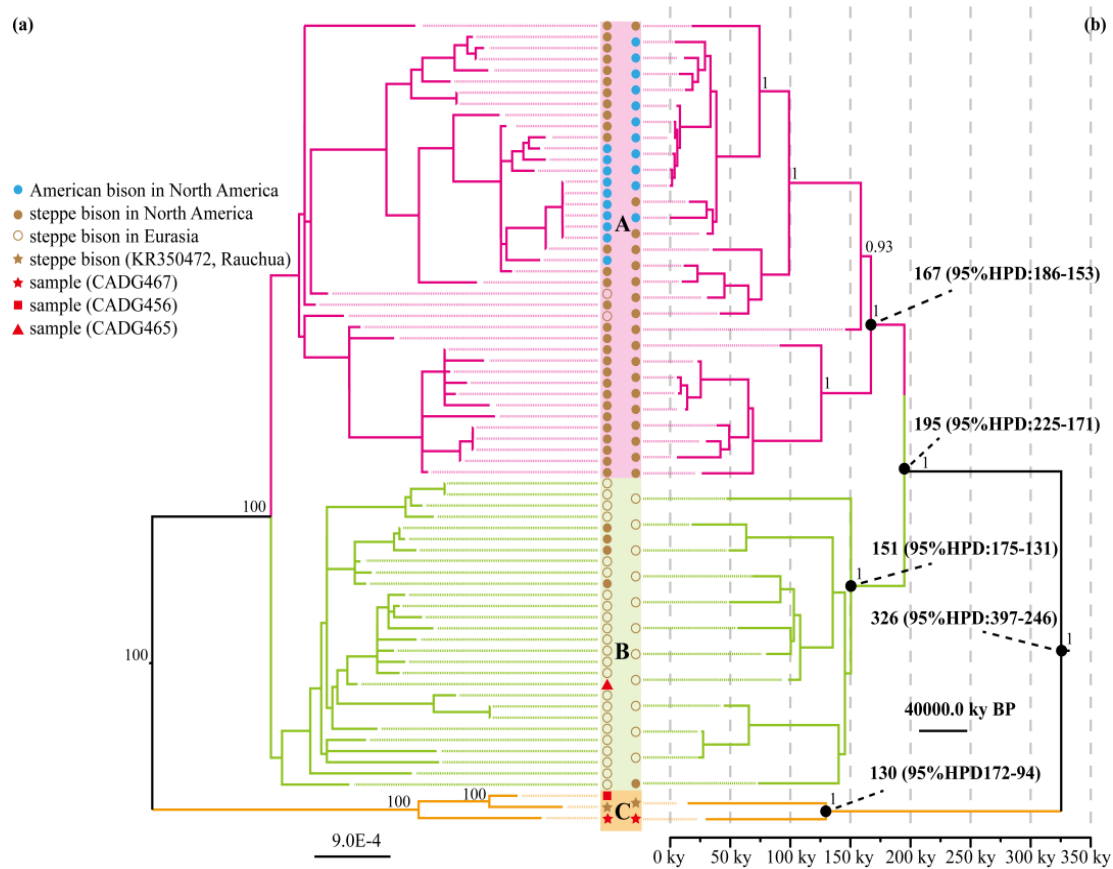 (a)
(b)
American bison in North America
steppe bison in North America
steppe bison in Eurasia
steppe bison (KR350472, Rauchua)
sample (CADG467)
sample (CADG456)
sample (CADG465)
A
B
C
100
100
100
100
9.0E-4
1
1
0.93
1
167 (95%HPD:186-153)
1
195 (95%HPD:225-171)
1
151 (95%HPD:175-131)
1
326 (95%HPD:397-246)
1
40000.0 ky BP
130 (95%HPD172-94)
1
0 ky
50 ky
100 ky
150 ky
200 ky
250 ky
300 ky
350 ky